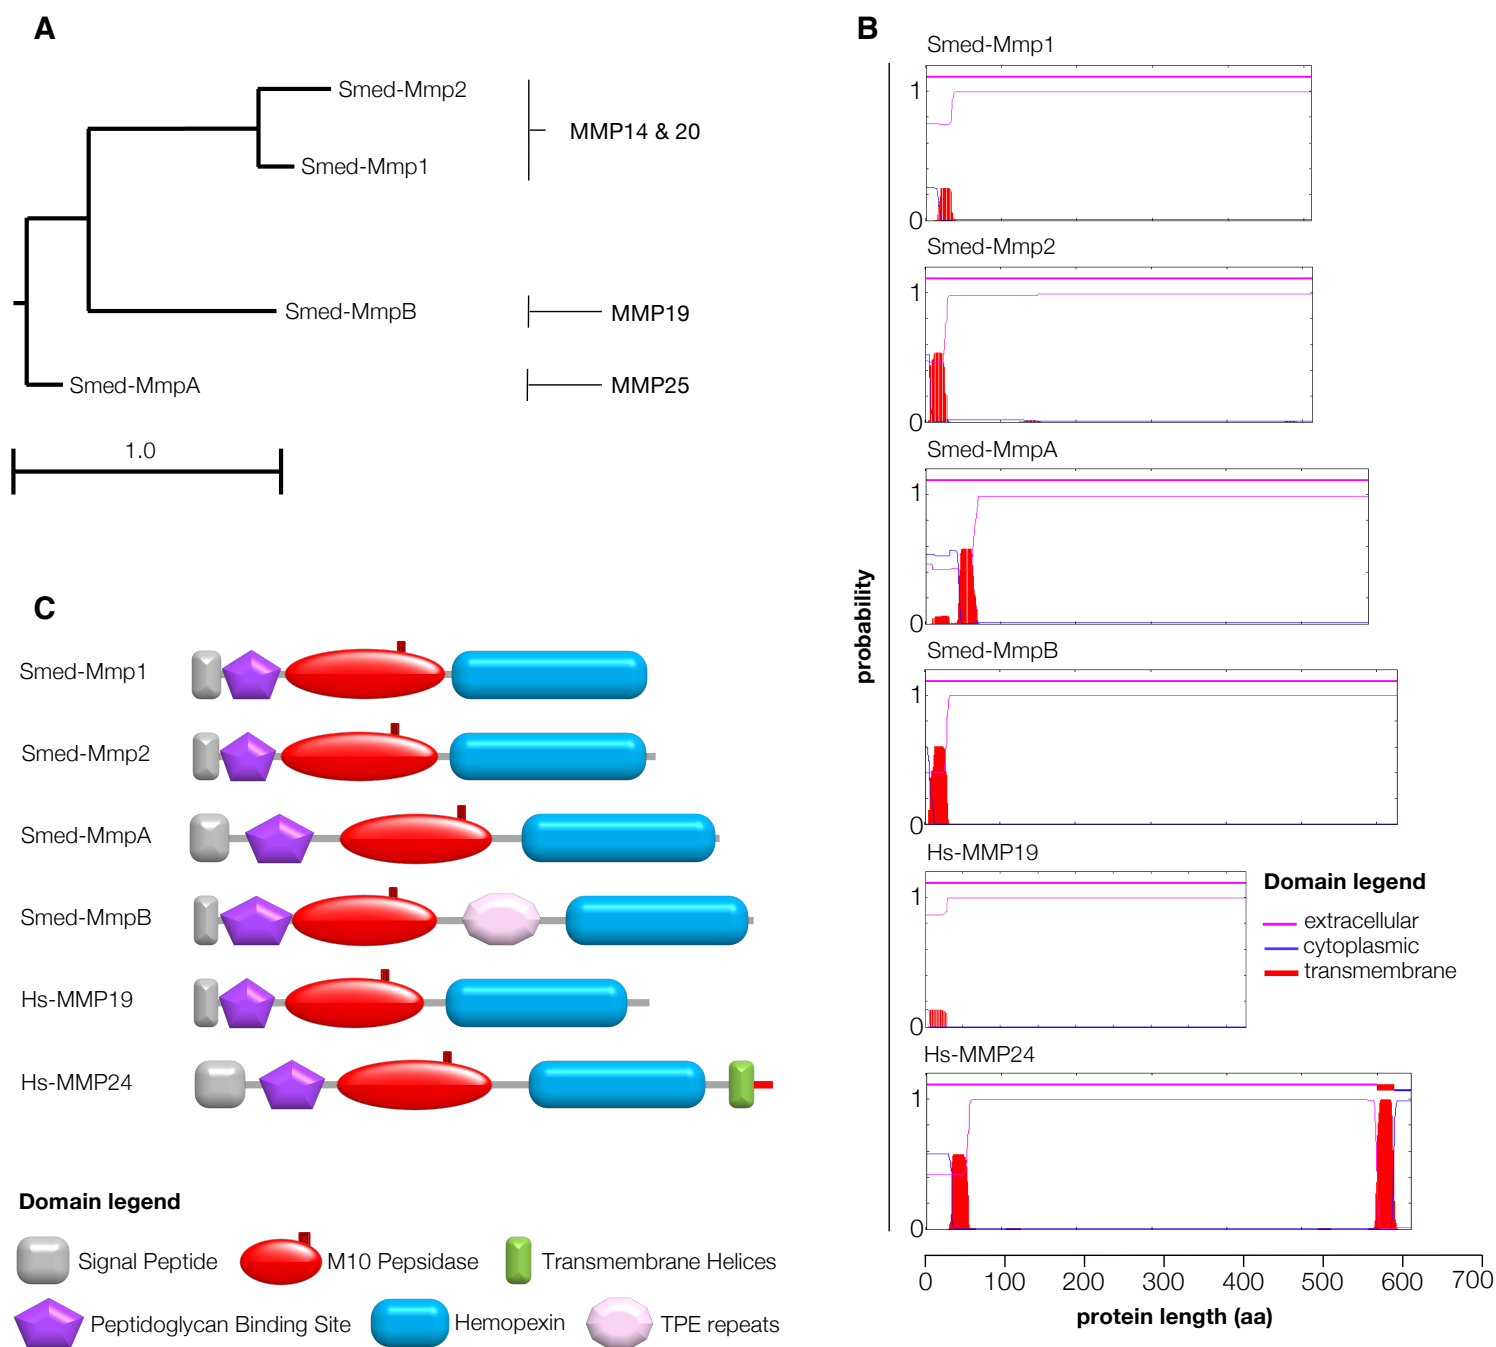 A
Smed-Mmp2
MMP14 & 20
Smed-Mmp1
Smed-MmpB
MMP19
Smed-MmpA
MMP25
1.0
B
probability
Smed-Mmp1
1
0
Smed-Mmp2
1
0
Smed-MmpA
1
0
Smed-MmpB
1
0
Hs-MMP19
1
0
Domain legend
extracellular
cytoplasmic
transmembrane
Hs-MMP24
1
0
0 100 200 300 400 500 600 700
protein length (aa)
C
Smed-Mmp1
Smed-Mmp2
Smed-MmpA
Smed-MmpB
Hs-MMP19
Hs-MMP24
Domain legend
Signal Peptide M10 Pepsidase Transmembrane Helices
Peptidoglycan Binding Site Hemopexin TPE repeats